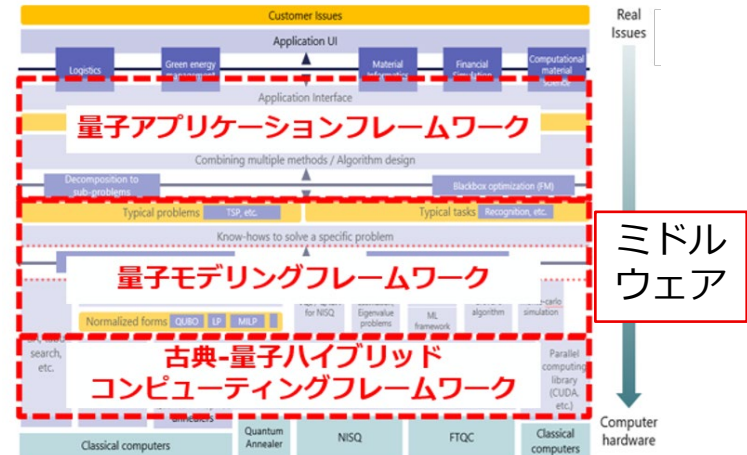 Customer Issues
Application UI
Logistics
Green energy
Material
Financial
Computational
material
Application Interface
量子アプリケーションフレームワーク
Combining multiple methods / Algorithm design
Decomposition to
sub-problems
Blackbox optimization (FM)
Typical problems
TSP, etc.
Typical tasks
Recognition, etc.
Know-hows to solve a specific problem
量子モデリングフレームワーク
Normalized forms
QUBO
LP
MILP
for NISQ
Eigenvalue
problems
ML
framework
algorithm
simulation
search,
etc.
古典-量子ハイブリッド
コンピューティングフレームワーク
Parallel
computing
library
(CUDA,
etc.)
Classical computers
Quantum
Annealer
NISQ
FTQC
Classical
computers
Real
Issues
ミドル
ウェア
Computer
hardware